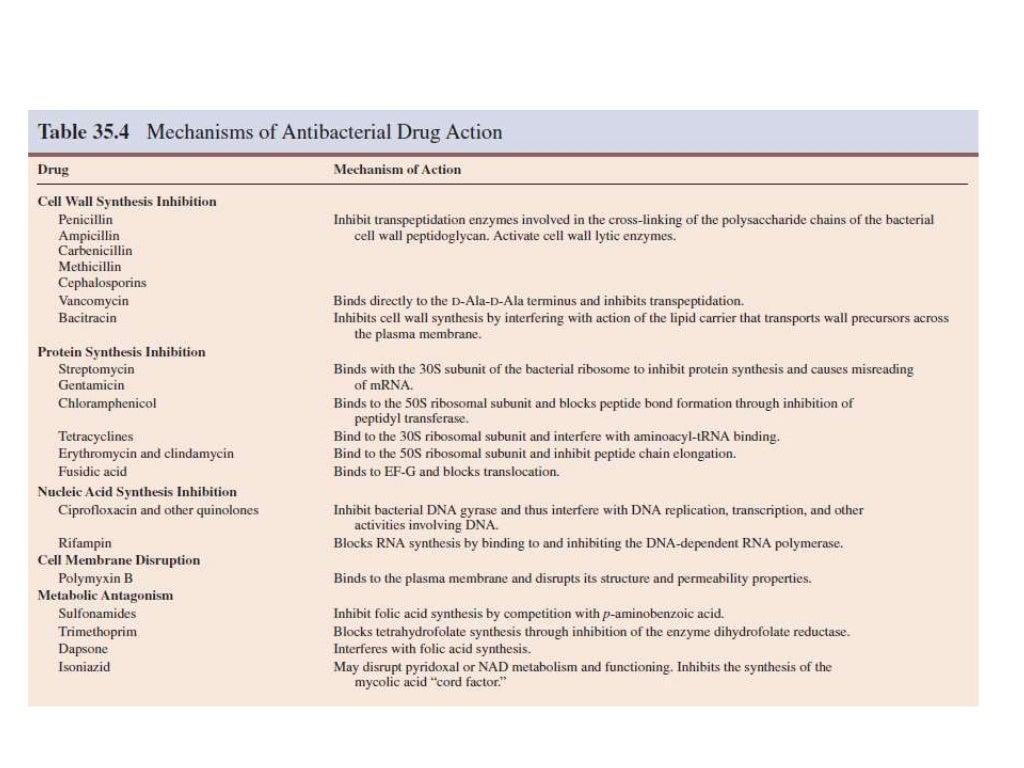 Table 35.4 Mechanisms of Antibacterial Drug Action
Drug Mechanism of Action
Cell Wall Synthesis Inhibition
Penicillin Inhibit transpeptidation enzymes involved in the cross-linking of the polysaccharide chains of the bacterial
Ampicillin cell wall peptidoglycan. Activate cell wall lytic enzymes.
Carbenicillin
Methicillin
Cephalosporins
Vancomycin Binds directly to the D-Ala-D-Ala terminus and inhibits transpeptidation.
Bacitracin Inhibits cell wall synthesis by interfering with action of the lipid carrier that transports wall precursors across
the plasma membrane.
Protein Synthesis Inhibition
Streptomycin Binds with the 30S subunit of the bacterial ribosome to inhibit protein synthesis and causes misreading
Gentamicin of mRNA.
Chloramphenicol Binds to the 50S ribosomal subunit and blocks peptide bond formation through inhibition of
peptidyl transferase.
Tetracyclines Bind to the 30S ribosomal subunit and interfere with aminoacyl-tRNA binding.
Erythromycin and clindamycin Bind to the 50S ribosomal subunit and inhibit peptide chain elongation.
Fusidic acid Binds to EF-G and blocks translocation.
Nucleic Acid Synthesis Inhibition
Ciprofloxacin and other quinolones Inhibit bacterial DNA gyrase and thus interfere with DNA replication, transcription, and other
activities involving DNA.
Rifampin Blocks RNA synthesis by binding to and inhibiting the DNA-dependent RNA polymerase.
Cell Membrane Disruption
Polymyxin B Binds to the plasma membrane and disrupts its structure and permeability properties.
Metabolic Antagonism
Sulfonamides Inhibit folic acid synthesis by competition with p-aminobenzoic acid.
Trimethoprim Blocks tetrahydrofolate synthesis through inhibition of the enzyme dihydrofolate reductase.
Dapsone Interferes with folic acid synthesis.
Isoniazid May disrupt pyridoxal or NAD metabolism and functioning. Inhibits the synthesis of the
mycolic acid “cord factor.”